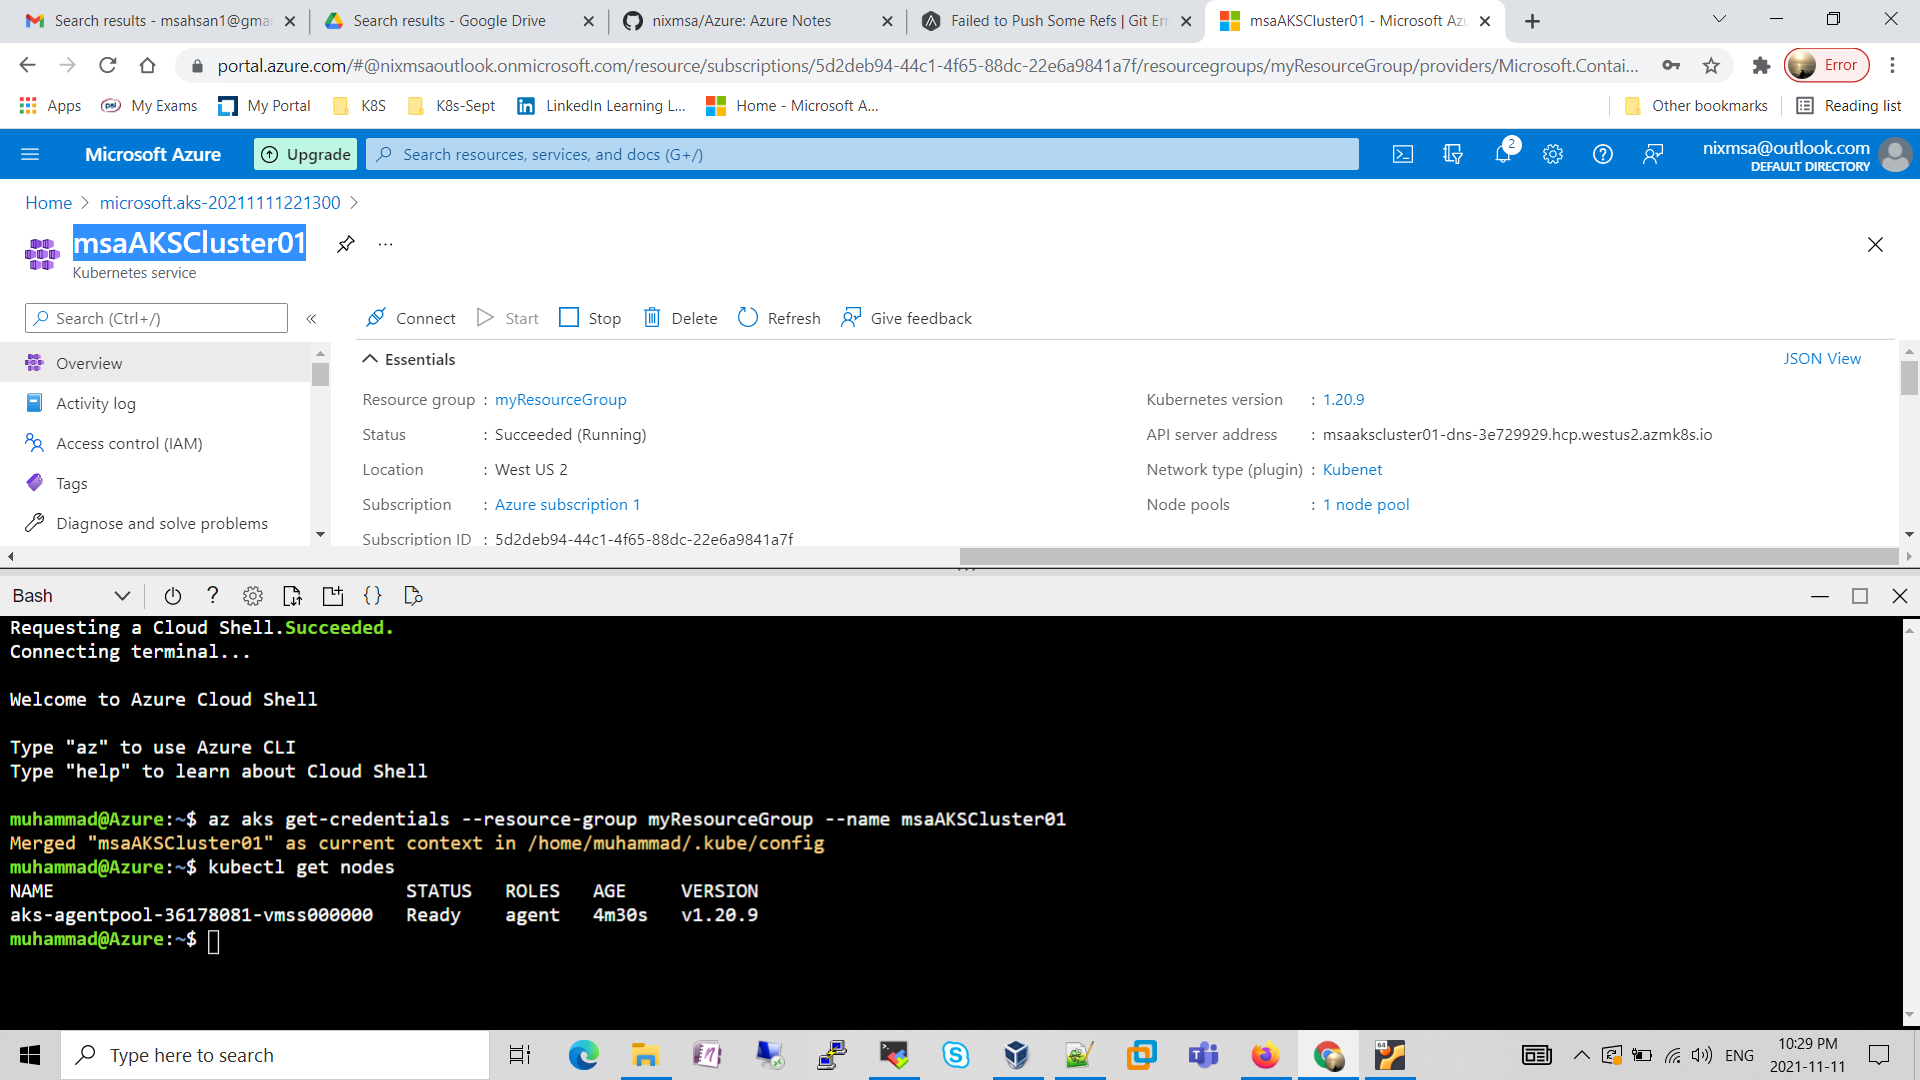 Search results - msahsan1@gmai
Search results - Google Drive
nixmsa/Azure: Azure Notes
Failed to Push Some Refs | Git Err
msaAKSCluster01 - Microsoft Azu
portal.azure.com/#@nixmsaoutlook.onmicrosoft.com/resource/subscriptions/5d2deb94-44c1-4f65-88dc-22e6a9841a7f/resourcegroups/myResourceGroup/providers/Microsoft.Contai...
Error
Apps
psi
My Exams
My Portal
K8S
K8s-Sept
LinkedIn Learning L...
Home - Microsoft A...
Other bookmarks
Reading list
Microsoft Azure
Upgrade
Search resources, services, and docs (G+/)
2
nixmsa@outlook.com
DEFAULT DIRECTORY
Home > microsoft.aks-20211111221300 >
msaAKSCluster01
...
Kubernetes service
Search (Ctrl+/)
«
Connect
Start
Stop
Delete
Refresh
Give feedback
Overview
Activity log
Access control (IAM)
Tags
Diagnose and solve problems
Essentials
JSON View
Resource group : myResourceGroup
Status : Succeeded (Running)
Location : West US 2
Subscription : Azure subscription 1
Subscription ID : 5d2deb94-44c1-4f65-88dc-22e6a9841a7f
Kubernetes version : 1.20.9
API server address : msaakscluster01-dns-3e729929.hcp.westus2.azmk8s.io
Network type (plugin) : Kubenet
Node pools : 1 node pool
Bash
?
{}
Requesting a Cloud Shell.Succeeded.
Connecting terminal...
Welcome to Azure Cloud Shell
Type "az" to use Azure CLI
Type "help" to learn about Cloud Shell
muhammad@Azure:~$ az aks get-credentials --resource-group myResourceGroup --name msaAKSCluster01
Merged "msaAKSCluster01" as current context in /home/muhammad/.kube/config
muhammad@Azure:~$ kubectl get nodes
NAME STATUS ROLES AGE VERSION
aks-agentpool-36178081-vmss000000 Ready agent 4m30s v1.20.9
muhammad@Azure:~$
Type here to search
64
ENG
10:29 PM
2021-11-11